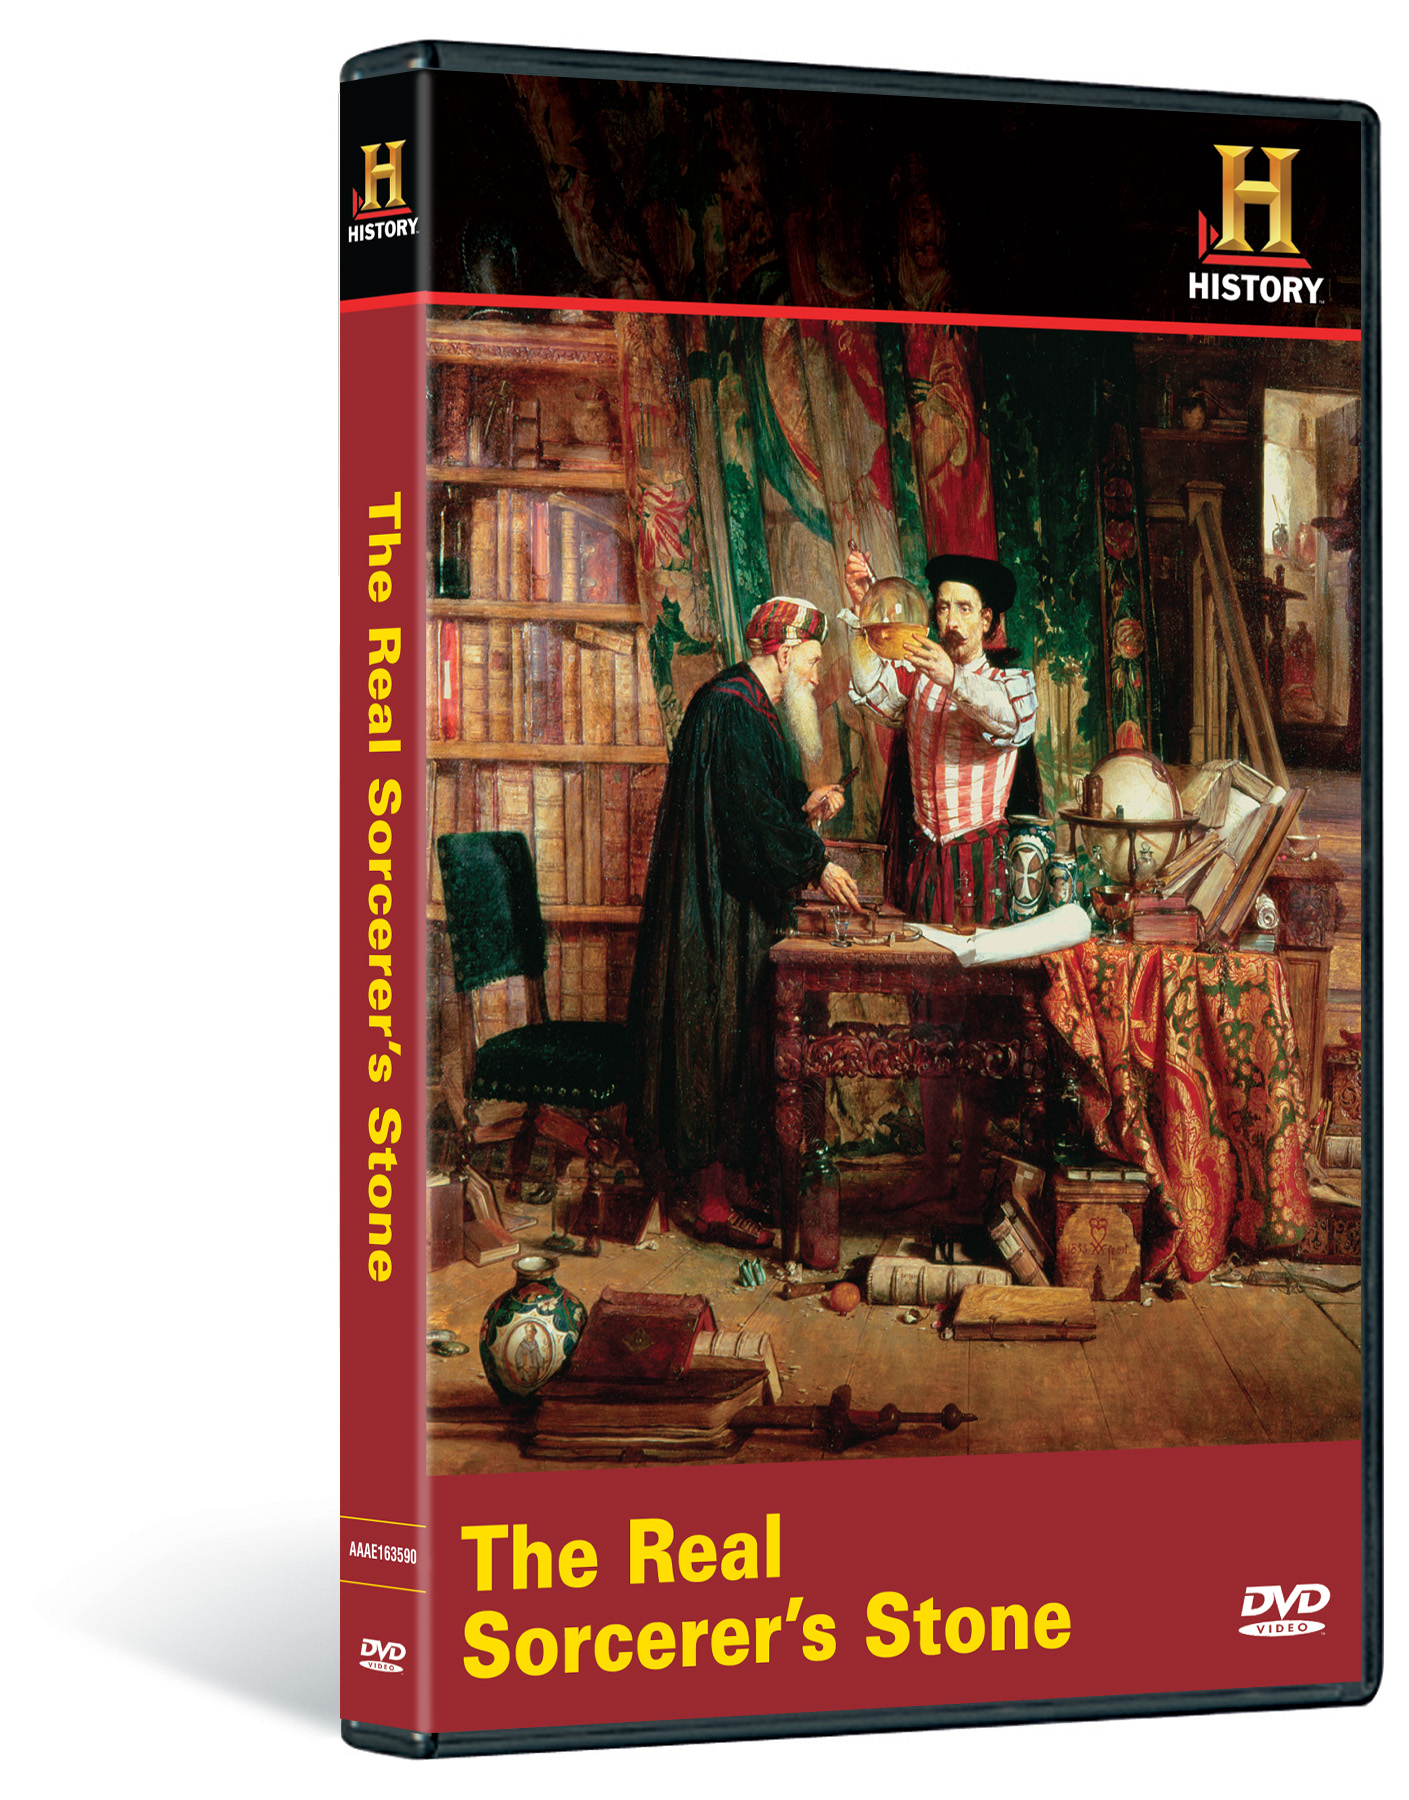 HISTORY
The Real Sorcerer's Stone
AAAE163590
DVD
VIDEO
HISTORY
The Real
Sorcerer's Stone
DVD
VIDEO